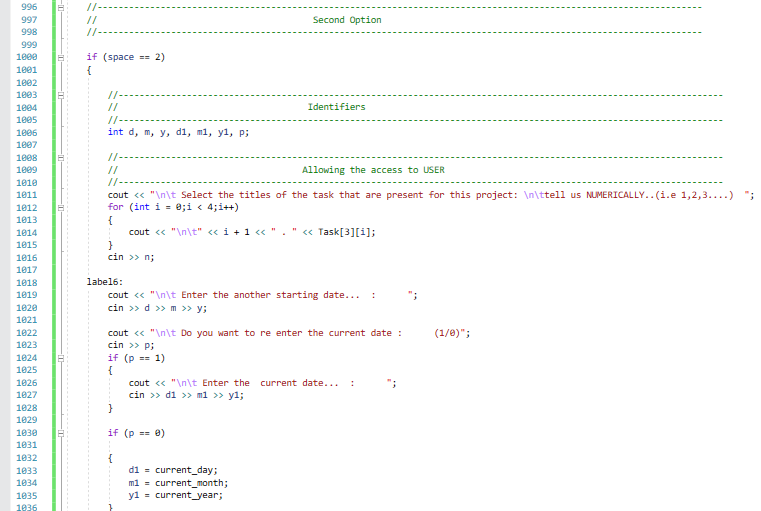 996 //------------------------------------------------------------------------------------------------------------------
997 // Second Option
998 //------------------------------------------------------------------------------------------------------------------
999
1000 if (space == 2)
1001 {
1002
1003 //------------------------------------------------------------------------------------------------------------------
1004 // Identifiers
1005 //------------------------------------------------------------------------------------------------------------------
1006 int d, m, y, d1, m1, y1, p;
1007
1008 //------------------------------------------------------------------------------------------------------------------
1009 // Allowing the access to USER
1010 //------------------------------------------------------------------------------------------------------------------
1011 cout << "\n\t Select the titles of the task that are present for this project: \n\ttell us NUMERICALLY..(i.e 1,2,3....) ";
1012 for (int i = 0;i < 4;i++)
1013 {
1014 cout << "\n\t" << i + 1 << " . " << Task[3][i];
1015 }
1016 cin >> n;
1017
1018 label6:
1019 cout << "\n\t Enter the another starting date... : ";
1020 cin >> d >> m >> y;
1021
1022 cout << "\n\t Do you want to re enter the current date : (1/0)";
1023 cin >> p;
1024 if (p == 1)
1025 {
1026 cout << "\n\t Enter the current date... : ";
1027 cin >> d1 >> m1 >> y1;
1028 }
1029
1030 if (p == 0)
1031
1032 {
1033 d1 = current_day;
1034 m1 = current_month;
1035 y1 = current_year;
1036 }